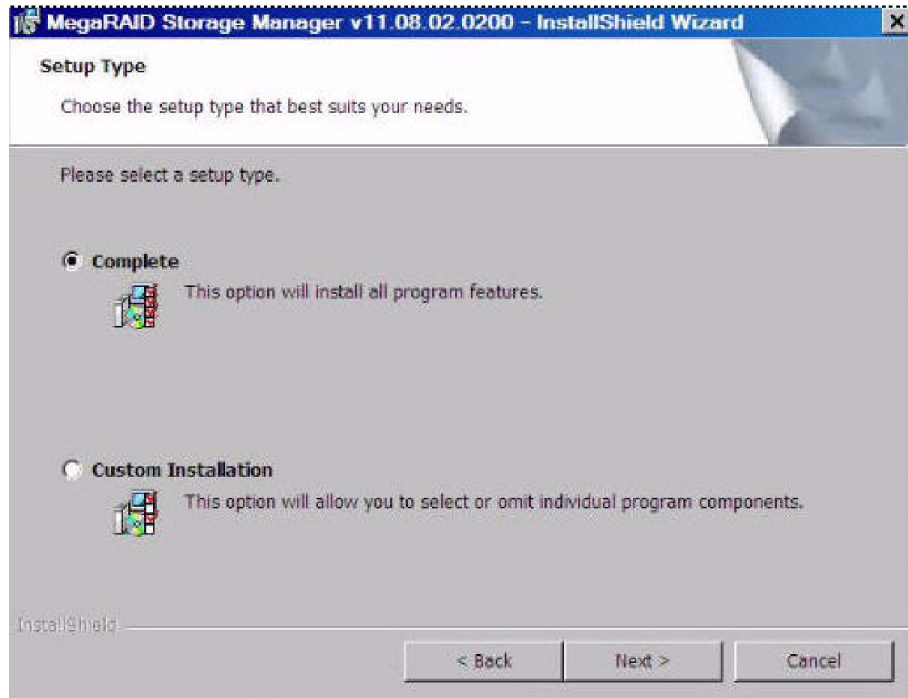 MegaRAID Storage Manager v11.08.02.0200 - InstallShield Wizard
Setup Type
Choose the setup type that best suits your needs.
Please select a setup type.
Complete
This option will install all program features.
Custom Installation
This option will allow you to select or omit individual program components.
InstallShield
< Back
Next >
Cancel